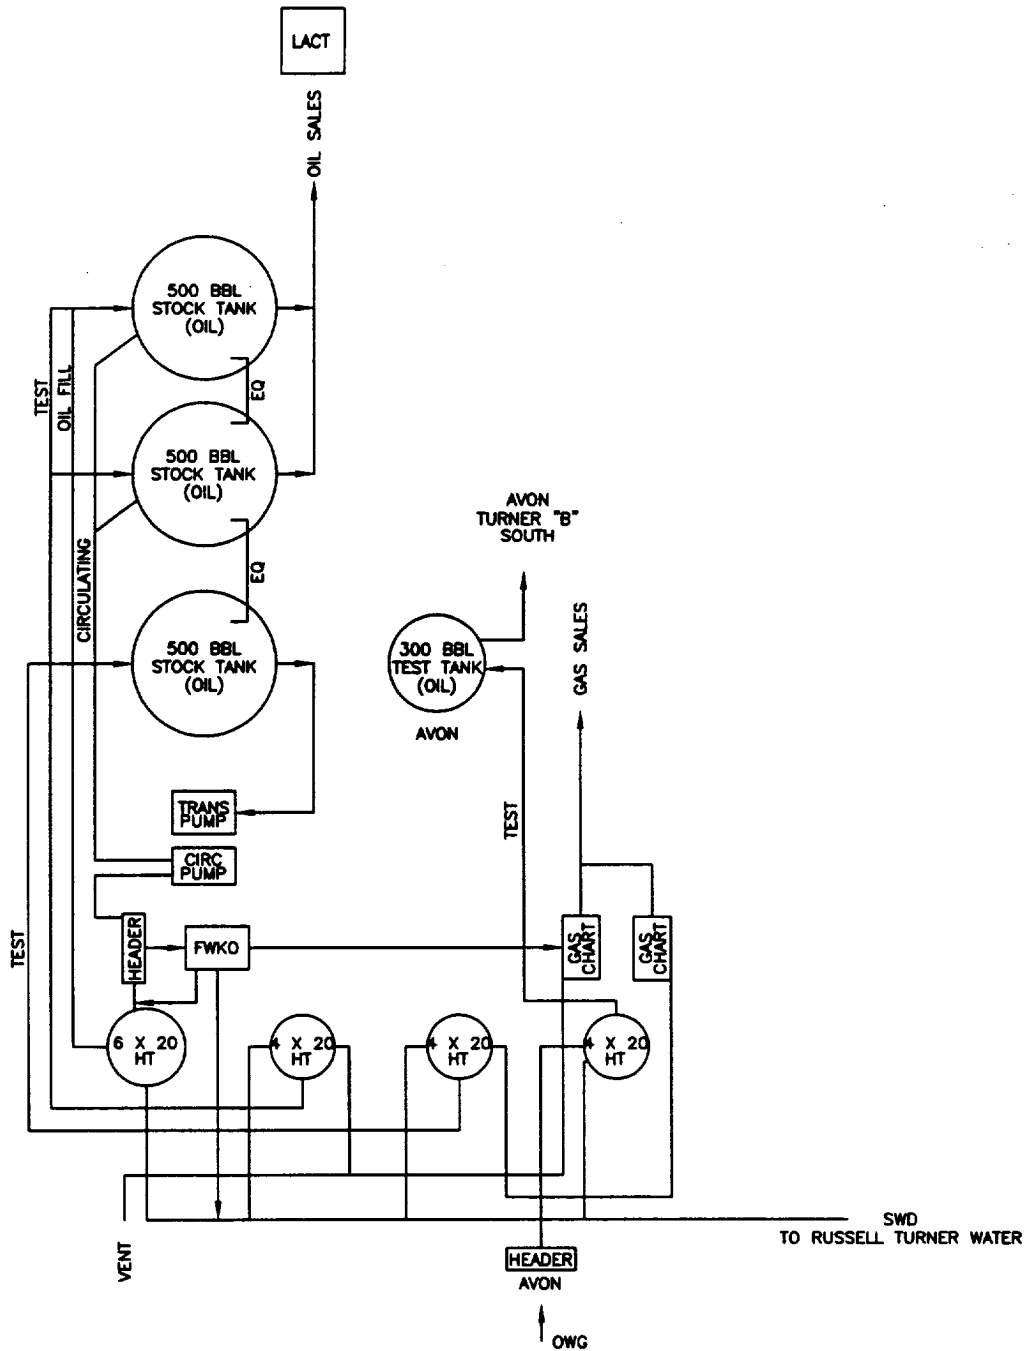 LACT
OIL SALES
500 BBL
STOCK TANK
(OIL)
TEST
OIL FILL
EQ
500 BBL
STOCK TANK
(OIL)
AVON
TURNER "B"
SOUTH
CIRCULATING
EQ
500 BBL
STOCK TANK
(OIL)
300 BBL
TEST TANK
(OIL)
AVON
GAS SALES
TRANS
PUMP
TEST
CIRC
PUMP
TEST
HEADER
FWKO
GAS
CHART
GAS
CHART
6 X 20
HT
4 X 20
HT
4 X 20
HT
4 X 20
HT
SWD
TO RUSSELL TURNER WATER
VENT
HEADER
AVON
OWG